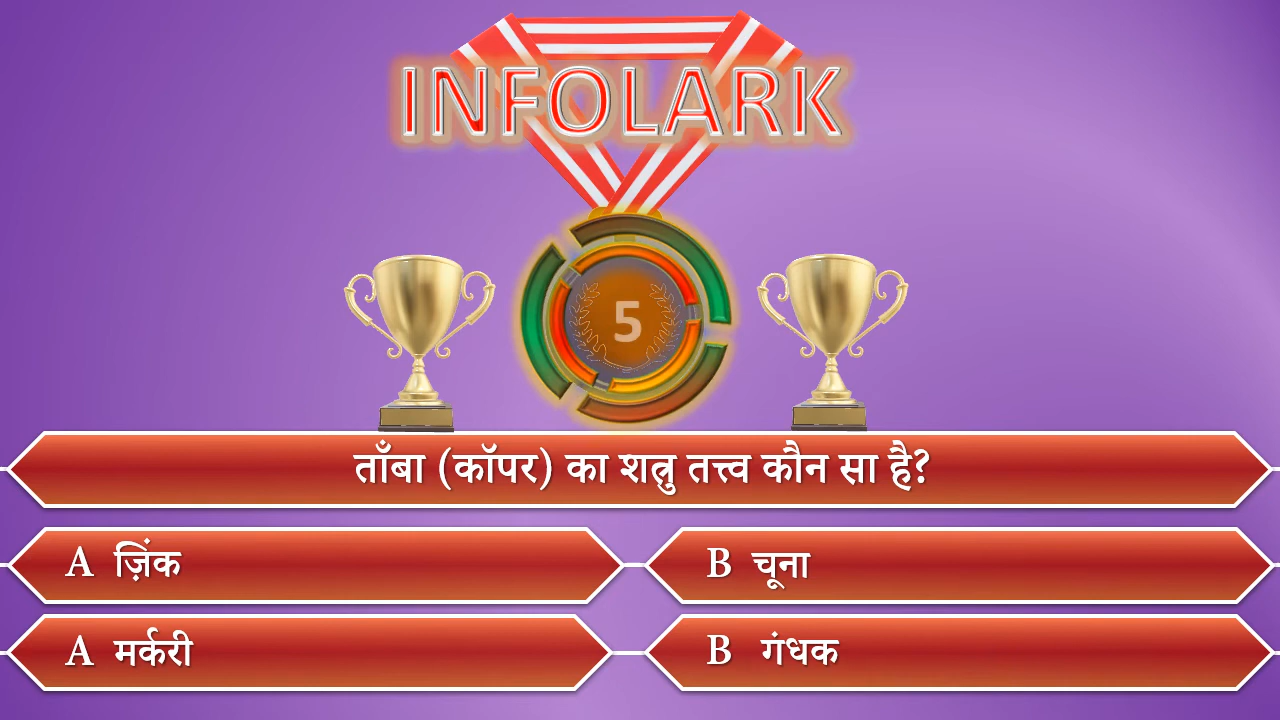 INFOLARK
5
ताँबा (कॉपर) का शत्रु तत्त्व कौन सा है?
A ज़िंक
B चूना
A मर्करी
B गंधक